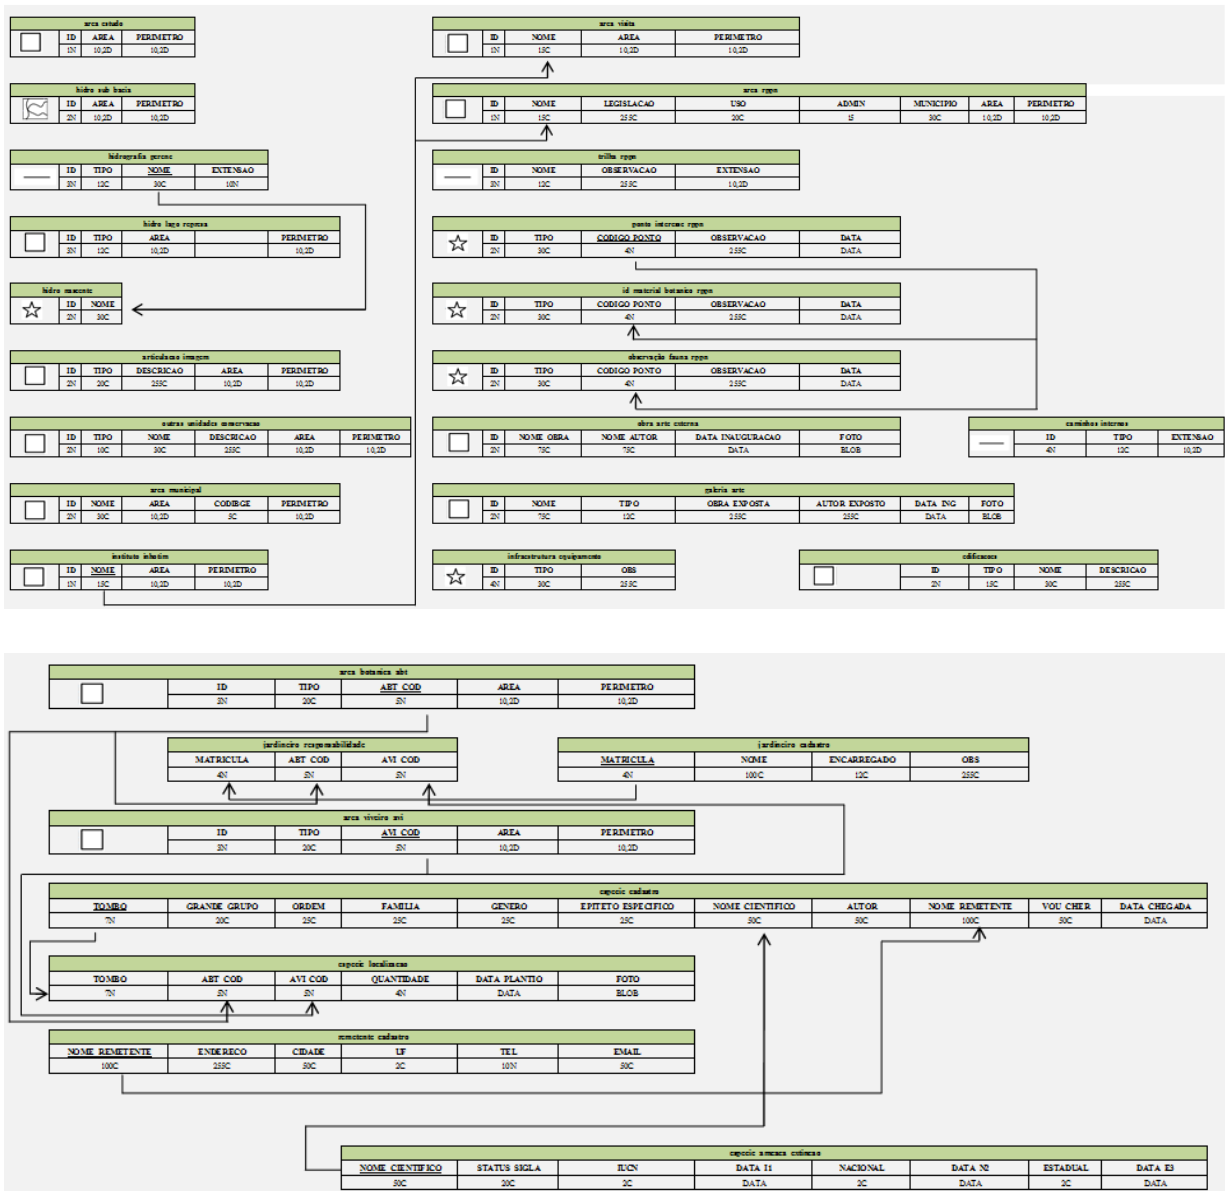 area estudo
ID AREA PERIMETRO
1N 10,2D 10,2D
area visita
ID NOME AREA PERIMETRO
1N 15C 10,2D 10,2D
hidro sub bacia
ID AREA PERIMETRO
2N 10,2D 10,2D
area rppn
ID NOME LEGISLACAO USO ADMIN MUNICIPIO AREA PERIMETRO
1N 15C 255C 20C 15 30C 10,2D 10,2D
hidrografia perene
ID TIPO NOME EXTENSAO
3N 12C 30C 10N
trilha rppn
ID NOME OBSERVACAO EXTENSAO
3N 12C 255C 10,2D
hidro lago represa
ID TIPO AREA PERIMETRO
3N 12C 10,2D 10,2D
ponto interesse rppn
ID TIPO CODIGO PONTO OBSERVACAO DATA
2N 30C 4N 255C DATA
hidro nascente
ID NOME
2N 30C
id material botanico rppn
ID TIPO CODIGO PONTO OBSERVACAO DATA
2N 30C 4N 255C DATA
articulacao imagem
ID TIPO DESCRICAO AREA PERIMETRO
2N 20C 255C 10,2D 10,2D
observação fauna rppn
ID TIPO CODIGO PONTO OBSERVACAO DATA
2N 30C 4N 255C DATA
outras unidades conservacao
ID TIPO NOME DESCRICAO AREA PERIMETRO
2N 10C 30C 255C 10,2D 10,2D
obra arte externa
ID NOME OBRA NOME AUTOR DATA INAUGURACAO FOTO
2N 75C 75C DATA BLOB
caminhos internos
ID TIPO EXTENSAO
4N 12C 10,2D
area municipal
ID NOME AREA CODIBGE PERIMETRO
2N 30C 10,2D 5C 10,2D
galeria arte
ID NOME TIPO OBRA EXPOSTA AUTOR EXPOSTO DATA ING FOTO
2N 75C 12C 255C 255C DATA BLOB
instituto inhotim
ID NOME AREA PERIMETRO
1N 15C 10,2D 10,2D
infraestrutura equipamento
ID TIPO OBS
4N 30C 255C
edificacoes
ID TIPO NOME DESCRICAO
2N 15C 30C 255C
area botanica abt
ID TIPO ABT COD AREA PERIMETRO
3N 20C 5N 10,2D 10,2D
jardineiro responsabilidade
MATRICULA ABT COD AVI COD
4N 5N 5N
jardineiro cadastro
MATRICULA NOME ENCARREGADO OBS
4N 100C 12C 255C
area viveiro avi
ID TIPO AVI COD AREA PERIMETRO
3N 20C 5N 10,2D 10,2D
especie cadastro
TOMBO GRANDE GRUPO ORDEM FAMILIA GENERO EPITETO ESPECIFICO NOME CIENTIFICO AUTOR NOME REMETENTE VOU CHER DATA CHEGADA
7N 20C 25C 25C 25C 25C 50C 50C 100C 50C DATA
especie localizacao
TOMBO ABT COD AVI COD QUANTIDADE DATA PLANTIO FOTO
7N 5N 5N 4N DATA BLOB
remetente cadastro
NOME REMETENTE ENDERECO CIDADE UF TEL EMAIL
100C 255C 50C 2C 10N 50C
especie ameaca extincao
NOME CIENTIFICO STATUS SIGLA IUCN DATA I1 NACIONAL DATA N2 ESTADUAL DATA E3
50C 20C 2C DATA 2C DATA 2C DATA